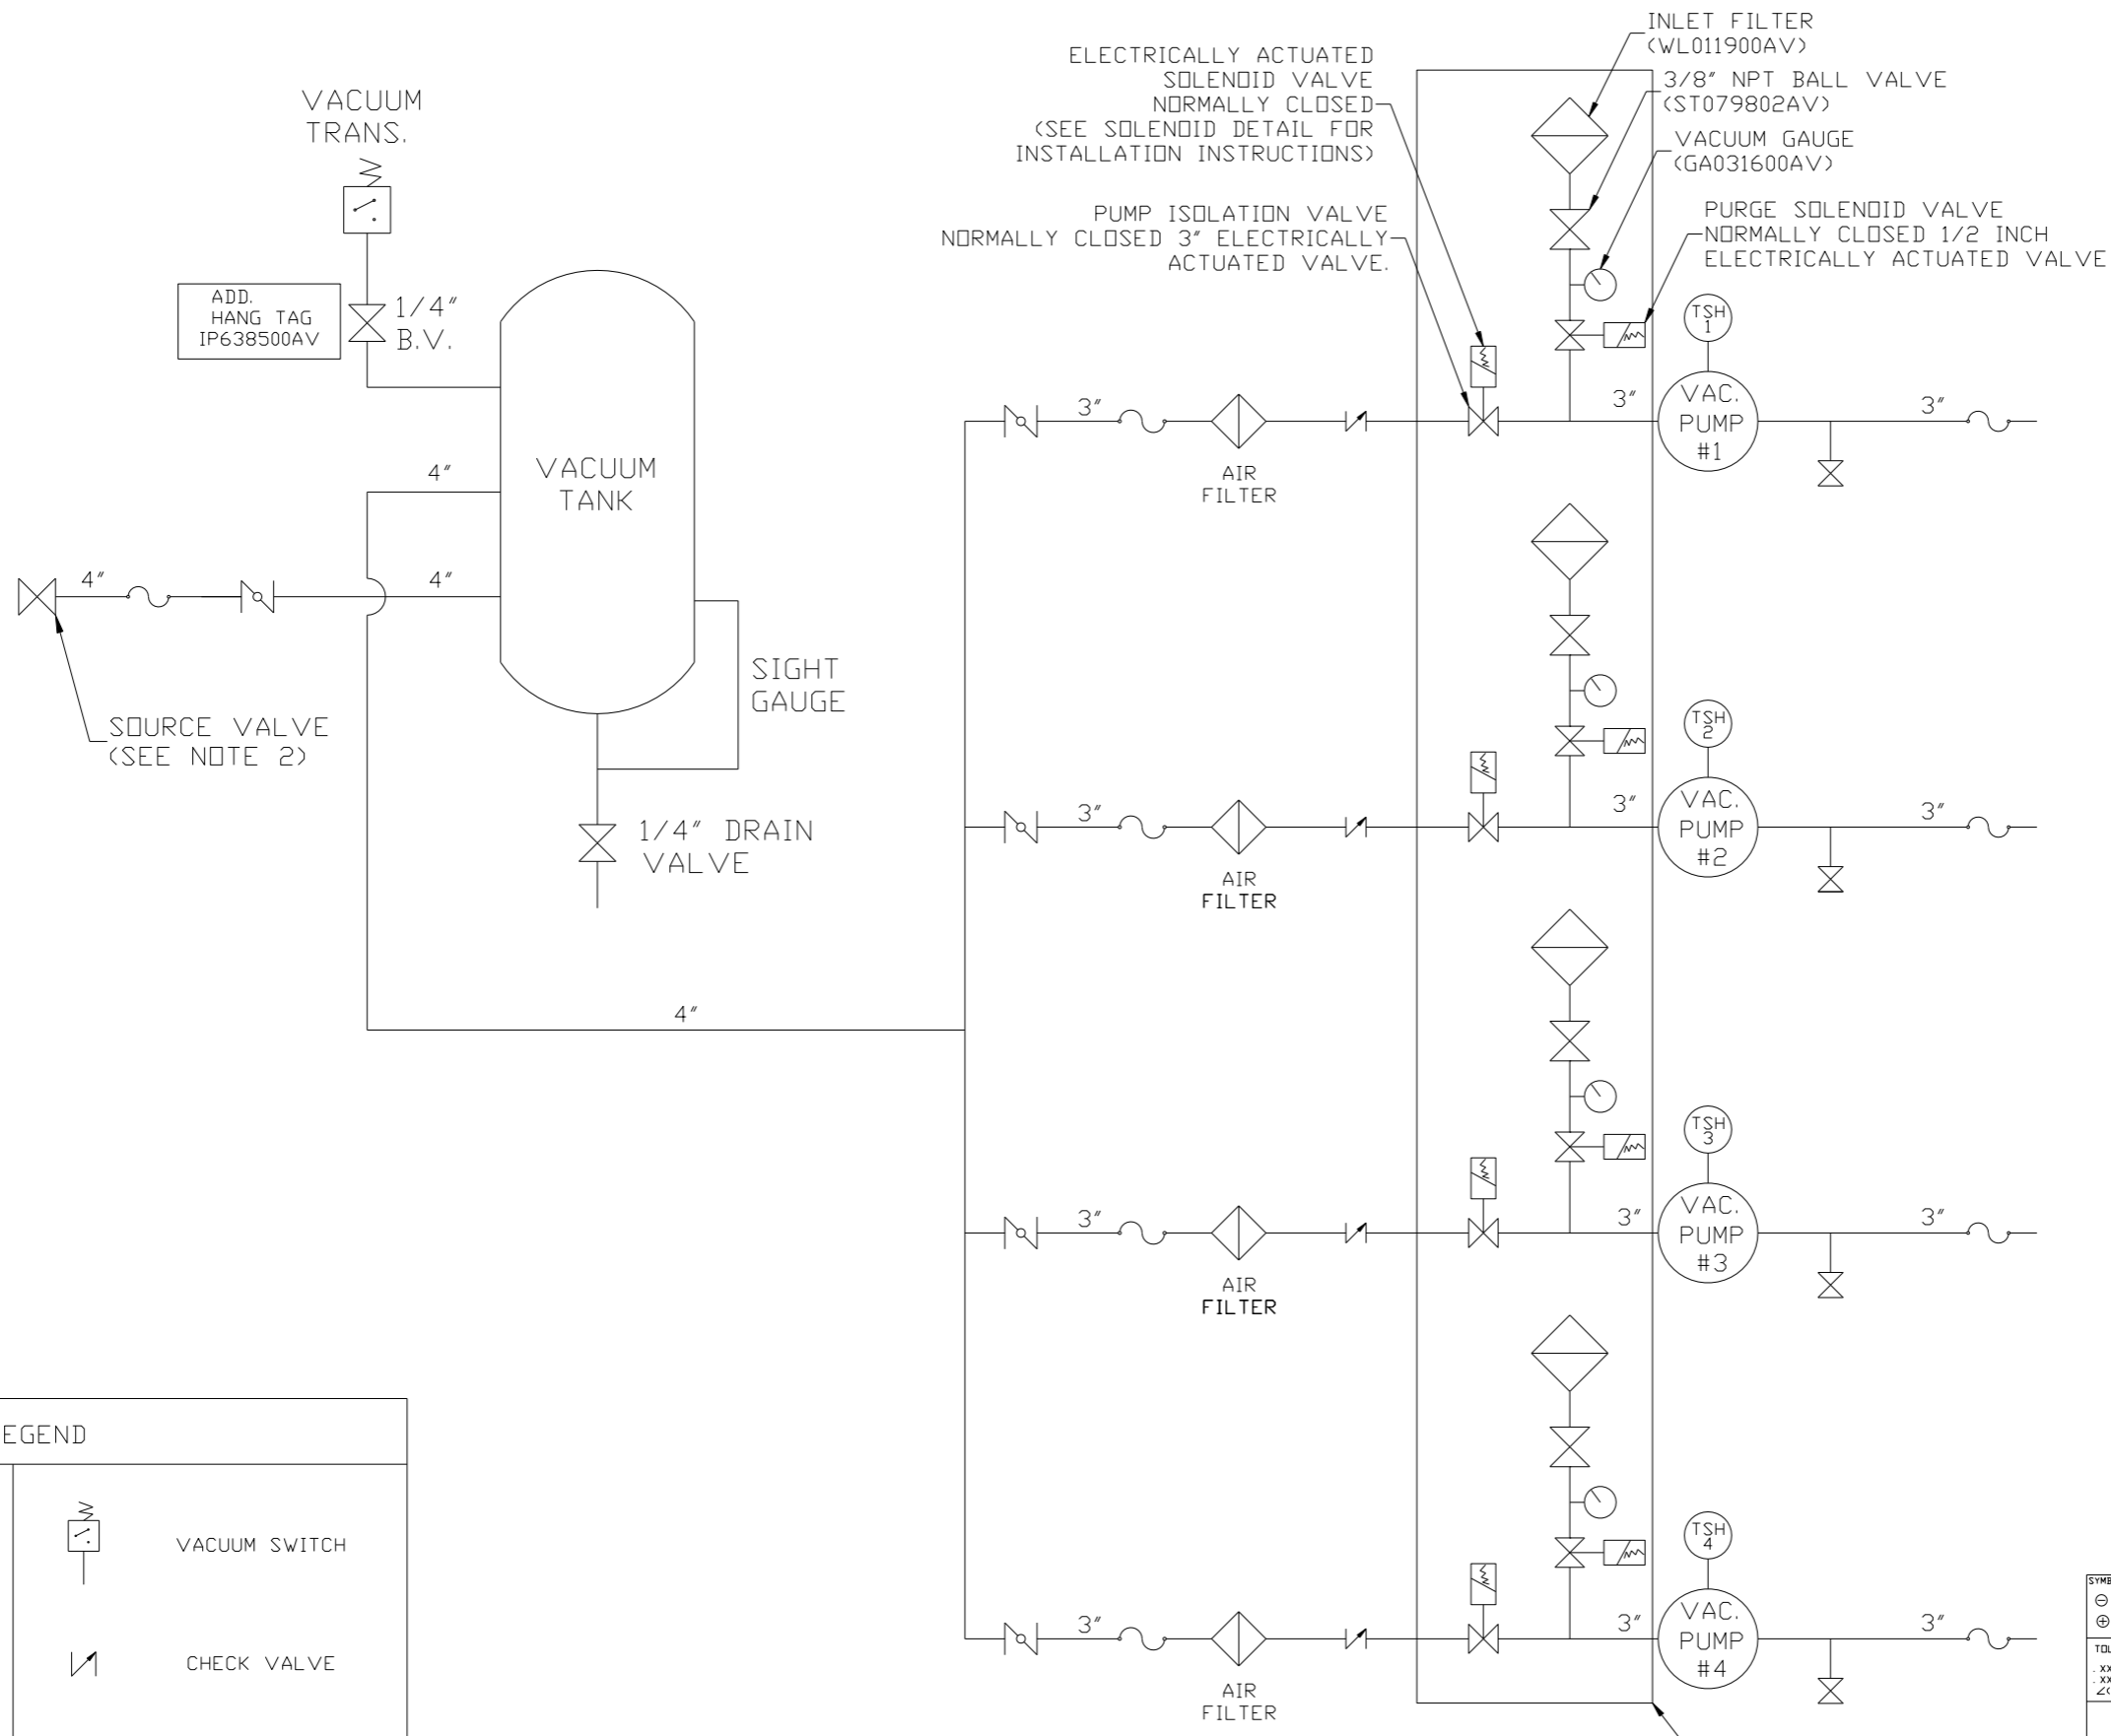 INLET FILTER
(WL011900AV)
3/8" NPT BALL VALVE
(ST079802AV)
VACUUM GAUGE
(GA031600AV)
PURGE SOLENOID VALVE
NORMALLY CLOSED 1/2 INCH
ELECTRICALLY ACTUATED VALVE
ELECTRICALLY ACTUATED
SOLENOID VALVE
NORMALLY CLOSED
(SEE SOLENOID DETAIL FOR
INSTALLATION INSTRUCTIONS)
PUMP ISOLATION VALVE
NORMALLY CLOSED 3" ELECTRICALLY
ACTUATED VALVE.
VACUUM
TRANS.
ADD.
HANG TAG
IP638500AV
1/4"
B.V.
VACUUM
TANK
4"
4"
4"
SOURCE VALVE
(SEE NOTE 2)
SIGHT
GAUGE
1/4" DRAIN
VALVE
4"
TSH
1
3"
AIR
FILTER
3"
VAC.
PUMP
#1
3"
TSH
2
3"
AIR
FILTER
3"
VAC.
PUMP
#2
3"
TSH
3
3"
AIR
FILTER
3"
VAC.
PUMP
#3
3"
TSH
4
3"
AIR
FILTER
3"
VAC.
PUMP
#4
3"
EGEND
VACUUM SWITCH
CHECK VALVE
SYMB
TOL
.XX
.XX